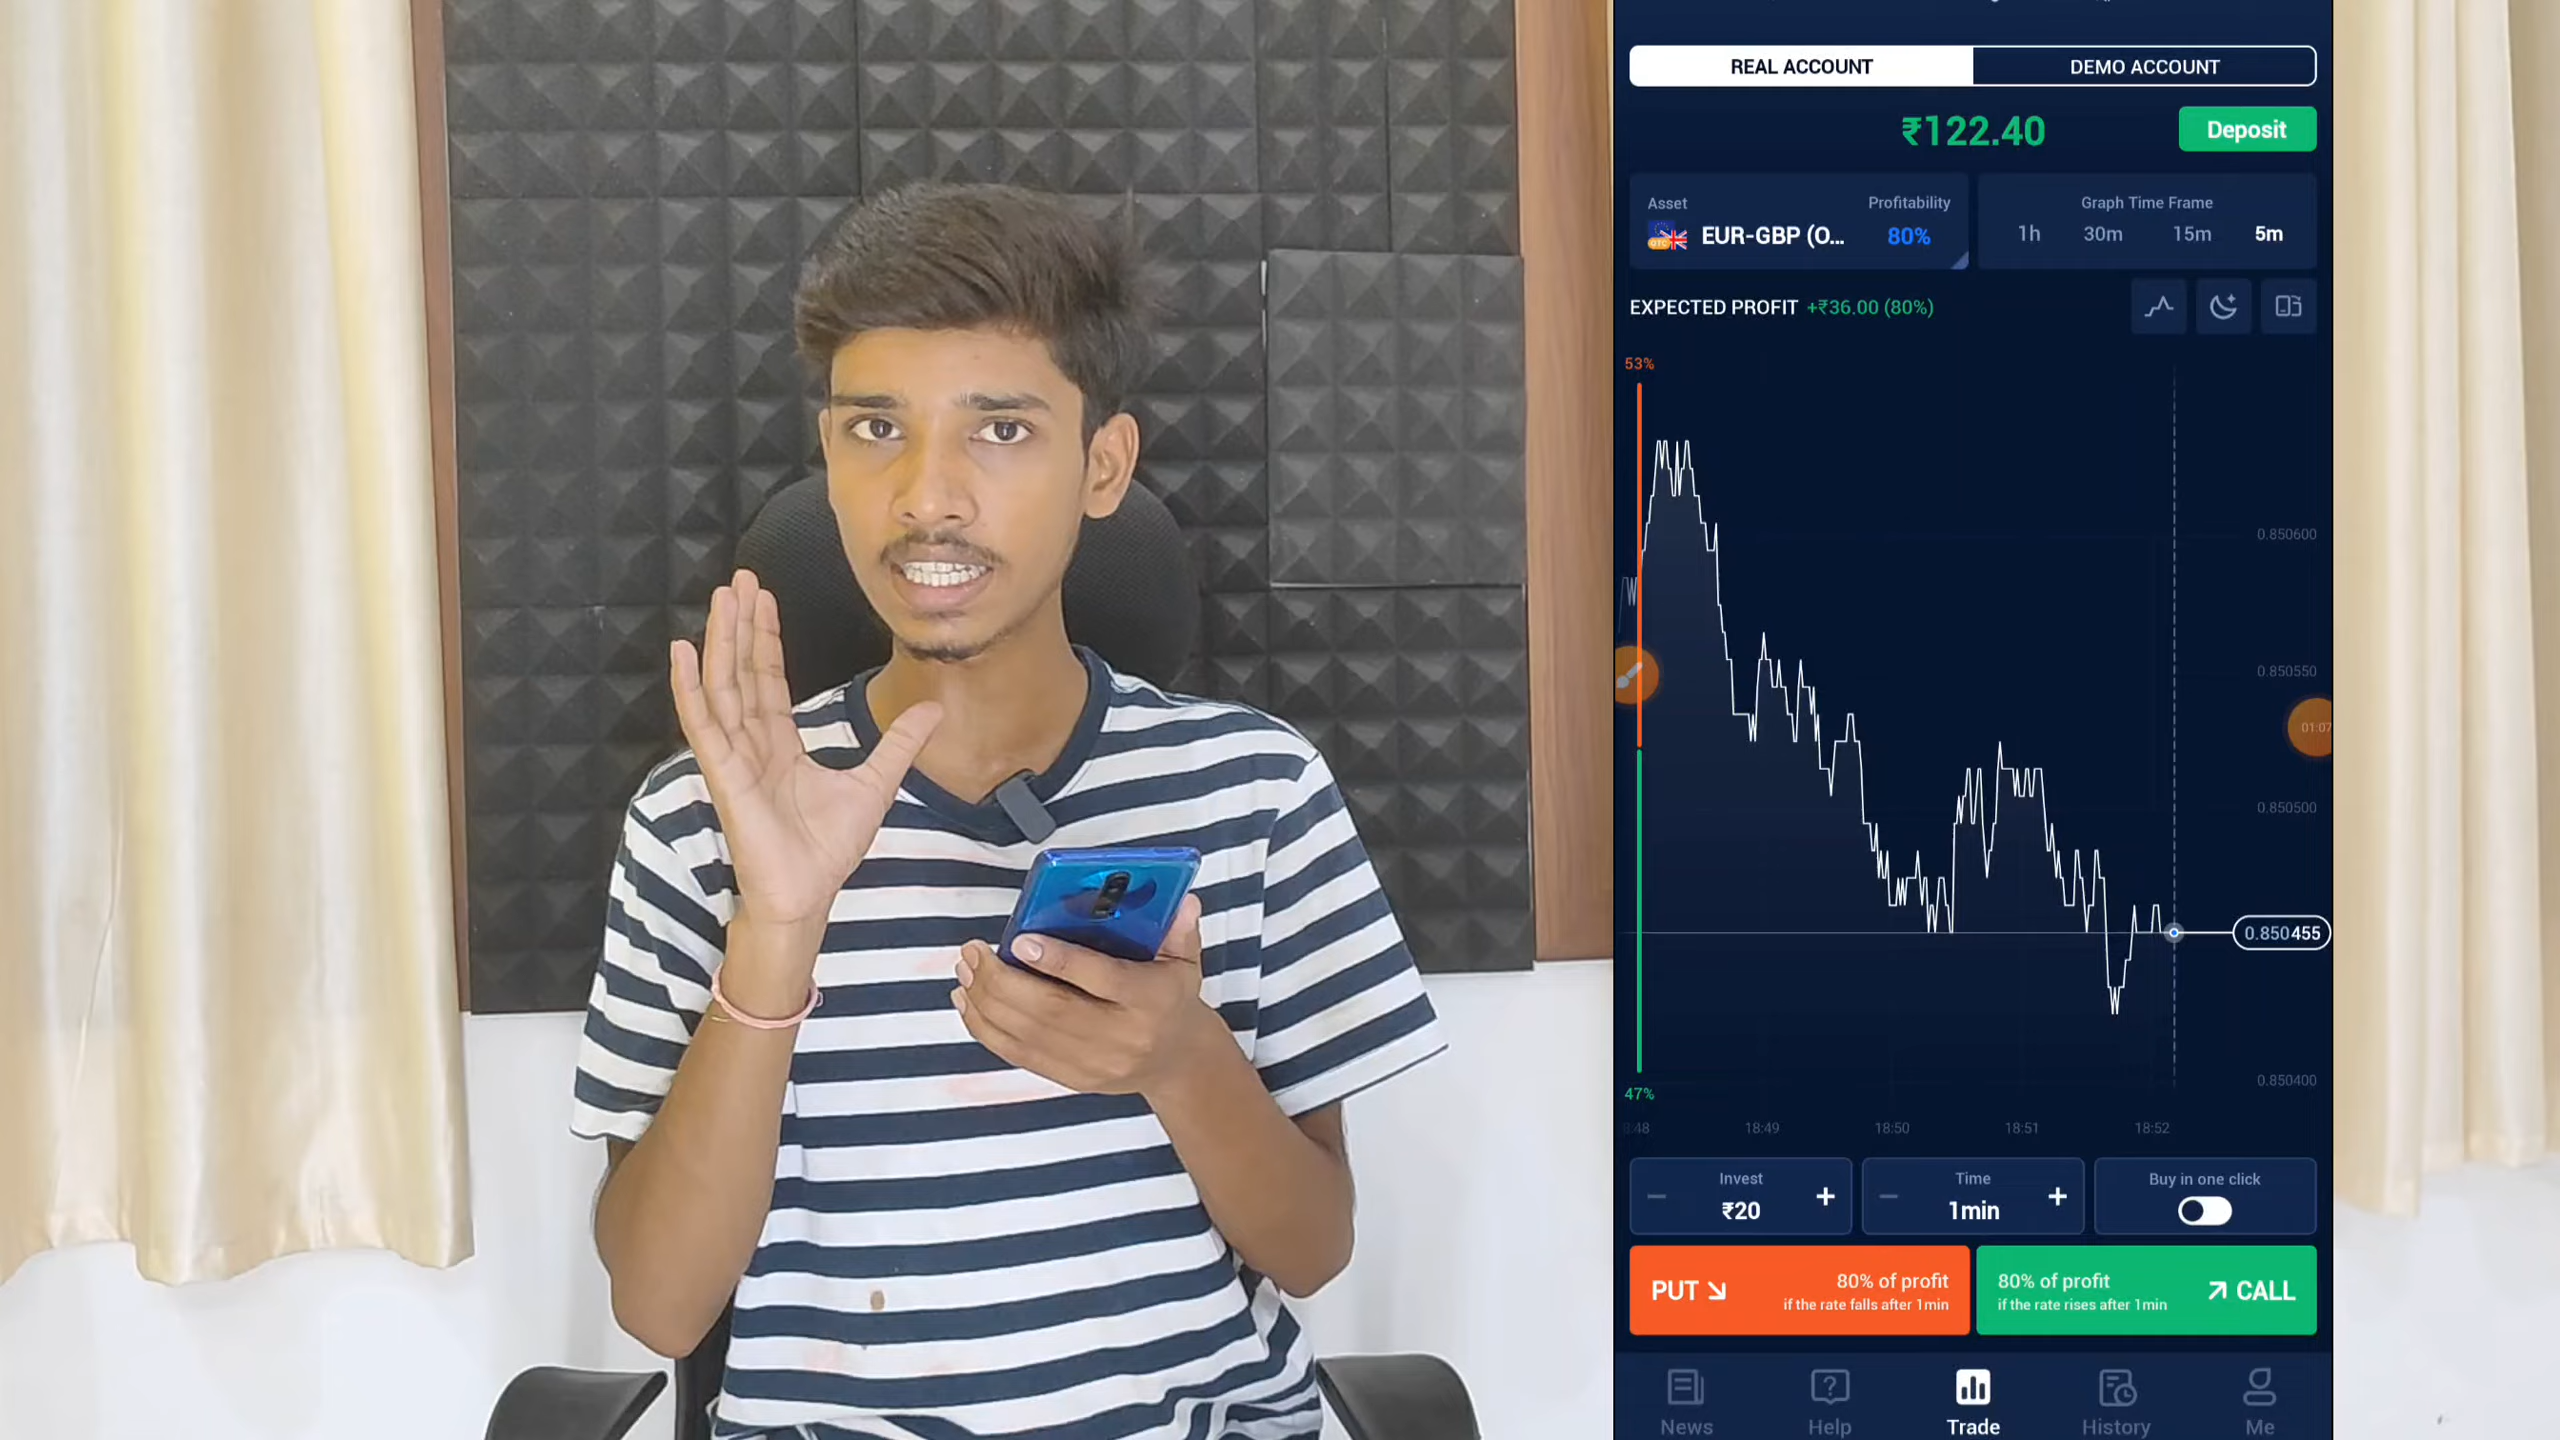 REAL ACCOUNT
DEMO ACCOUNT
₹122.40
Deposit
Asset
Profitability
Graph Time Frame
OTC
EUR-GBP (O...
80%
1h
30m
15m
5m
EXPECTED PROFIT +₹36.00 (80%)
53%
0.850600
0.850550
01:07
0.850500
0.850455
0.850400
47%
:48
18:49
18:50
18:51
18:52
Invest
₹20
Time
1min
Buy in one click
PUT
80% of profit
if the rate falls after 1min
80% of profit
if the rate rises after 1min
CALL
News
Help
Trade
History
Me